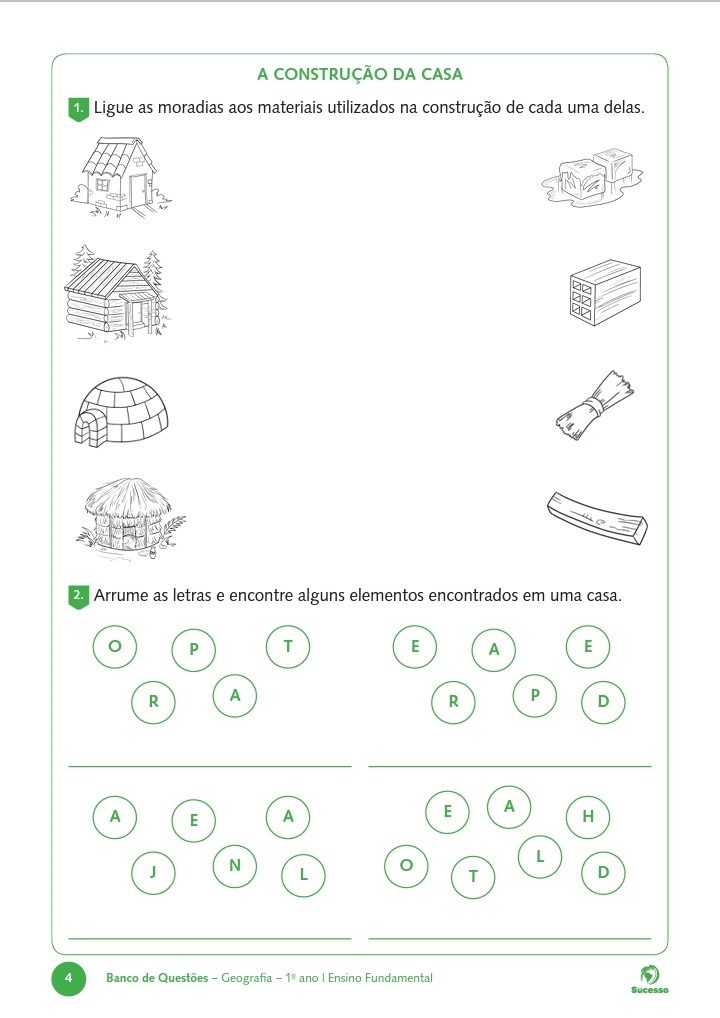 A CONSTRUÇÃO DA CASA
1. Ligue as moradias aos materiais utilizados na construção de cada uma delas.
2. Arrume as letras e encontre alguns elementos encontrados em uma casa.
O P T
R A
E A E
R P D
A E A
J N L
E A H
O T L D
4 Banco de Questões – Geografia – 1º ano I Ensino Fundamental
Sucesso